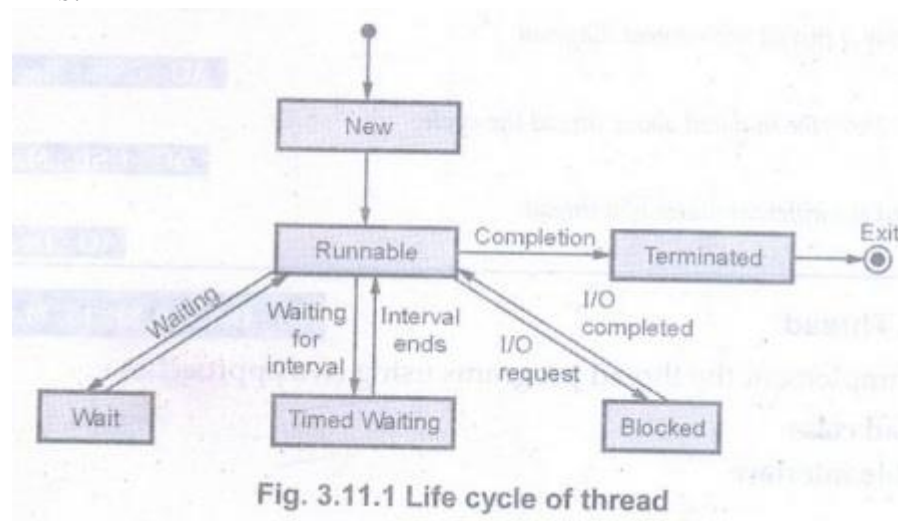 New
Runnable
Completion
Terminated
Exit
Waiting
Waiting
for
interval
Interval
ends
I/O
request
I/O
completed
Wait
Timed Waiting
Blocked
Fig. 3.11.1 Life cycle of thread